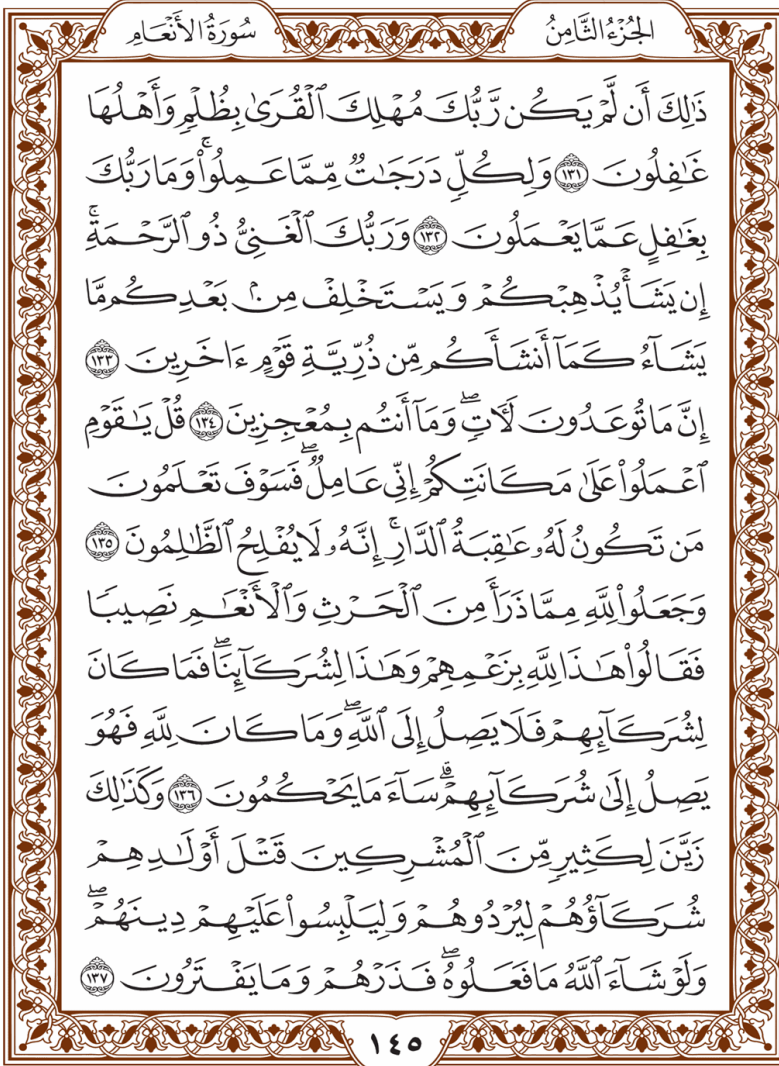 الجُزْءُ الثَّامِنُ
سُورَةُ الأَنْعَامِ
ذَٰلِكَ أَن لَّمْ يَكُن رَّبُّكَ مُهْلِكَ ٱلْقُرَىٰ بِظُلْمٍ وَأَهْلُهَا
غَٰفِلُونَ ١٣١ وَلِكُلٍّ دَرَجَٰتٌ مِّمَّا عَمِلُوا۟ۚ وَمَا رَبُّكَ
بِغَٰفِلٍ عَمَّا يَعْمَلُونَ ١٣٢ وَرَبُّكَ ٱلْغَنِىُّ ذُو ٱلرَّحْمَةِۚ
إِن يَشَأْ يُذْهِبْكُمْ وَيَسْتَخْلِفْ مِنۢ بَعْدِكُم مَّا
يَشَآءُ كَمَآ أَنشَأَكُم مِّن ذُرِّيَّةِ قَوْمٍ ءَاخَرِينَ ١٣٣
إِنَّ مَا تُوعَدُونَ لَءَاتٍۖ وَمَآ أَنتُم بِمُعْجِزِينَ ١٣٤ قُلْ يَٰقَوْمِ
ٱعْمَلُوا۟ عَلَىٰ مَكَانَتِكُمْ إِنِّى عَامِلٌۖ فَسَوْفَ تَعْلَمُونَ
مَن تَكُونُ لَهُۥ عَٰقِبَةُ ٱلدَّارِۚ إِنَّهُۥ لَا يُفْلِحُ ٱلظَّٰلِمُونَ ١٣٥
وَجَعَلُوا۟ لِلَّهِ مِمَّا ذَرَأَ مِنَ ٱلْحَرْثِ وَٱلْأَنْعَٰمِ نَصِيبًا
فَقَالُوا۟ هَٰذَا لِلَّهِ بِزَعْمِهِمْ وَهَٰذَا لِشُرَكَآئِنَاۖ فَمَا كَانَ
لِشُرَكَآئِهِمْ فَلَا يَصِلُ إِلَى ٱللَّهِۖ وَمَا كَانَ لِلَّهِ فَهُوَ
يَصِلُ إِلَىٰ شُرَكَآئِهِمْۗ سَآءَ مَا يَحْكُمُونَ ١٣٦ وَكَذَٰلِكَ
زَيَّنَ لِكَثِيرٍ مِّنَ ٱلْمُشْرِكِينَ قَتْلَ أَوْلَٰدِهِمْ
شُرَكَآؤُهُمْ لِيُرْدُوهُمْ وَلِيَلْبِسُوا۟ عَلَيْهِمْ دِينَهُمْۖ
وَلَوْ شَآءَ ٱللَّهُ مَا فَعَلُوهُۖ فَذَرْهُمْ وَمَا يَفْتَرُونَ ١٣٧
١٤٥